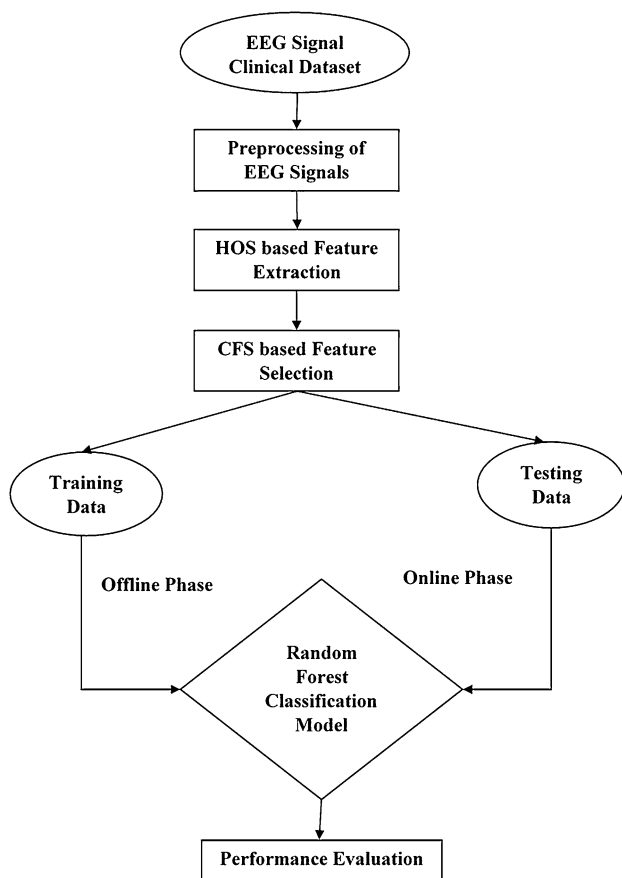 EEG Signal
Clinical Dataset
Preprocessing of
EEG Signals
HOS based Feature
Extraction
CFS based Feature
Selection
Training
Data
Testing
Data
Offline Phase
Online Phase
Random
Forest
Classification
Model
Performance Evaluation